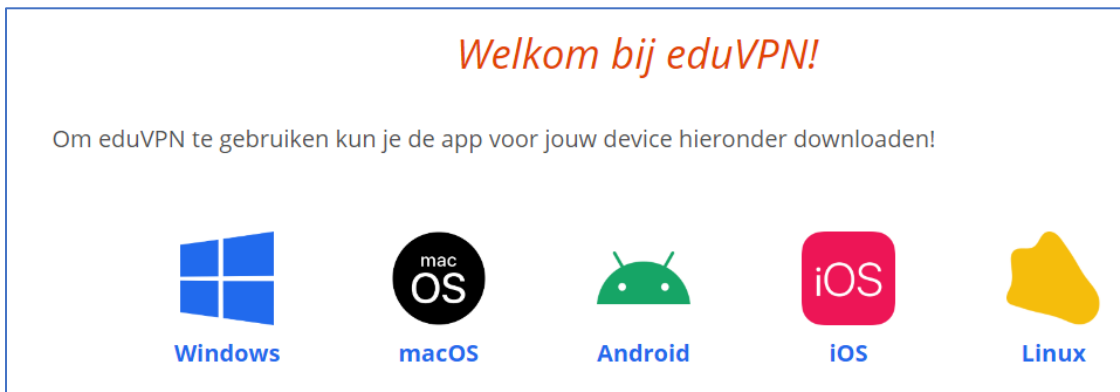 Welkom bij eduVPN!
Om eduVPN te gebruiken kun je de app voor jouw device hieronder downloaden!
mac
OS
iOS
Windows
macOS
Android
iOS
Linux